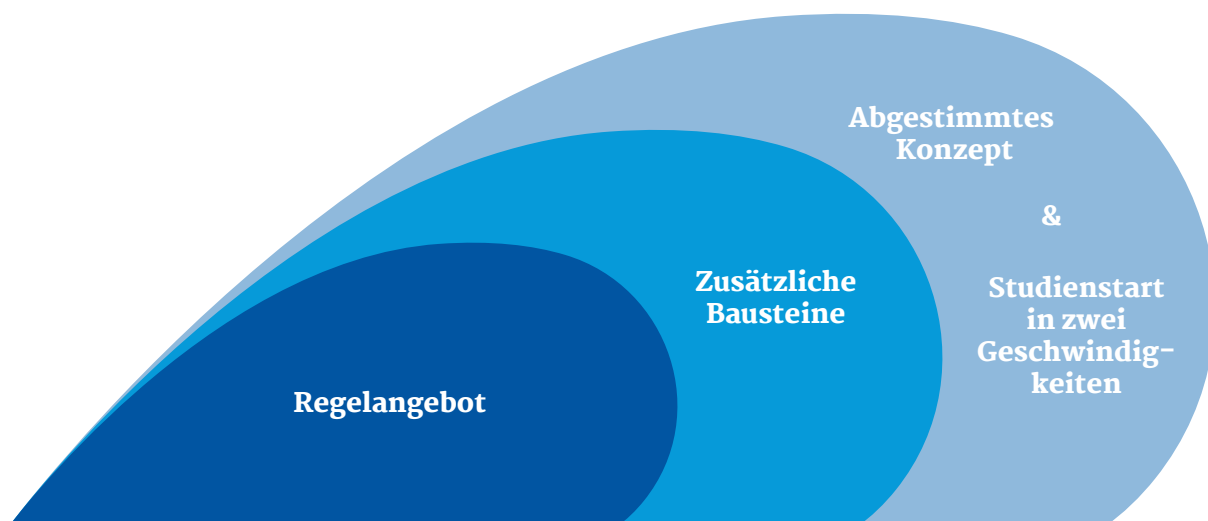 Regelangebot
Zusätzliche
Bausteine
Abgestimmtes
Konzept
&
Studienstart
in zwei
Geschwindig-
keiten